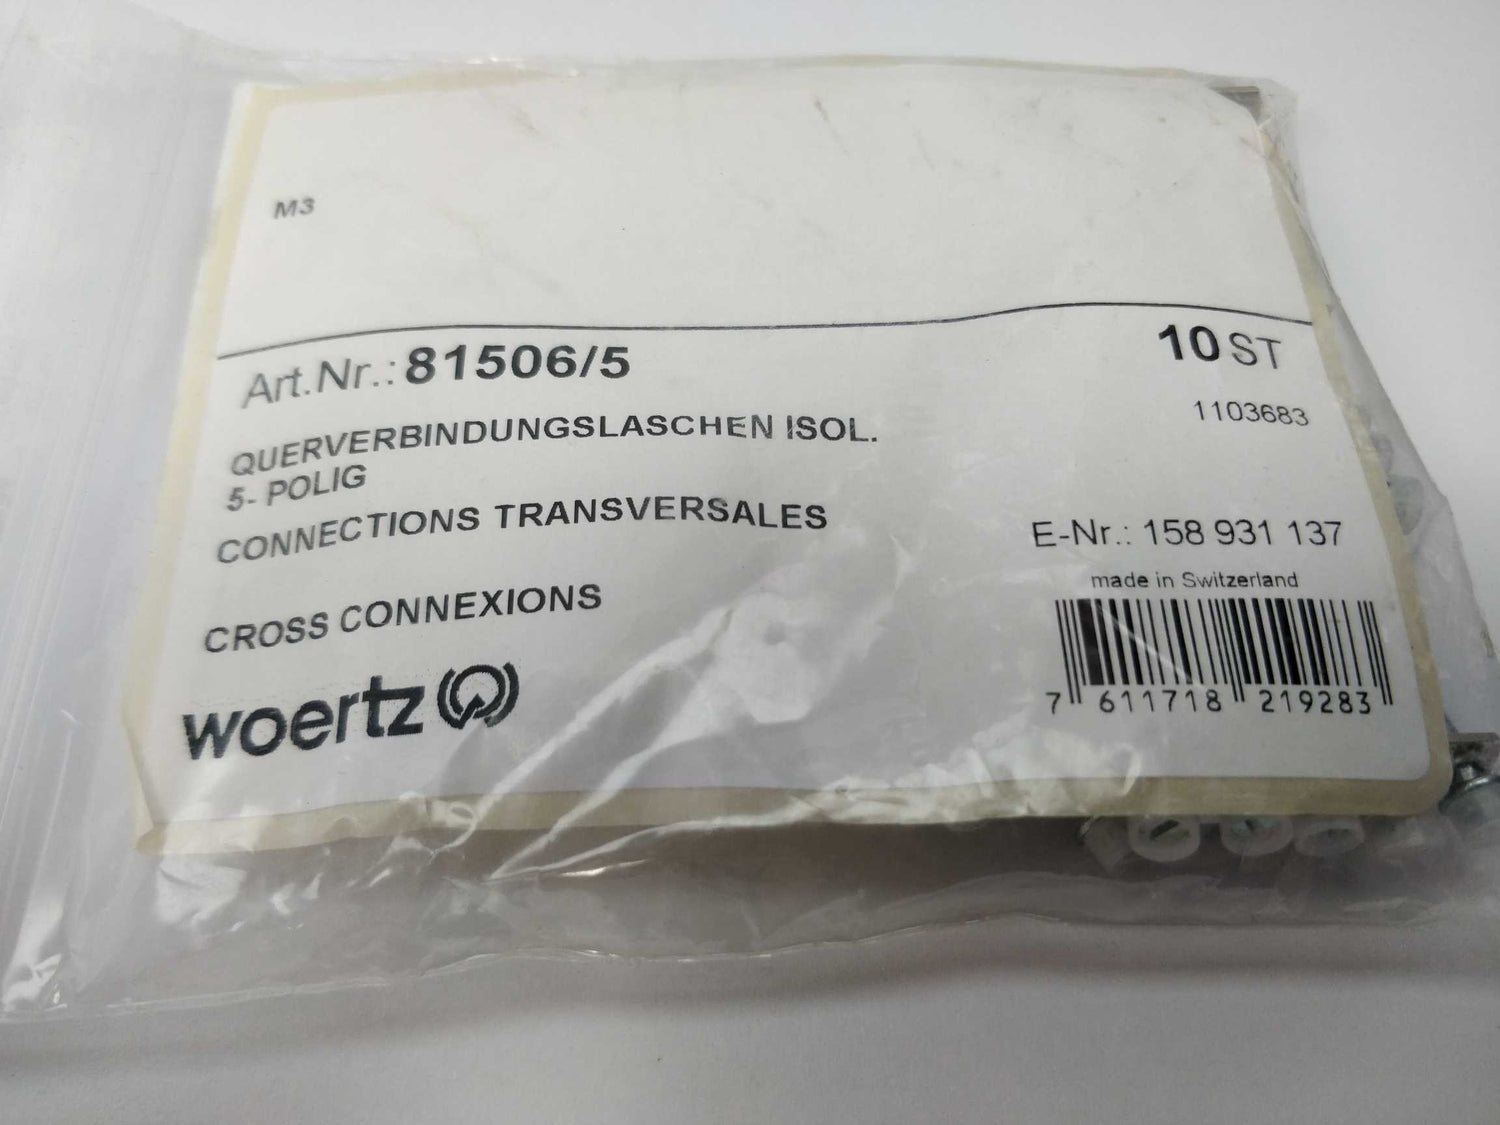 M3
Art.Nr.: 81506/5
10 ST
1103683
QUERVERBINDUNGSLASCHEN ISOL.
5- POLIG
CONNECTIONS TRANSVERSALES
E-Nr.: 158 931 137
made in Switzerland
CROSS CONNEXIONS
woertz
7 611718 219283